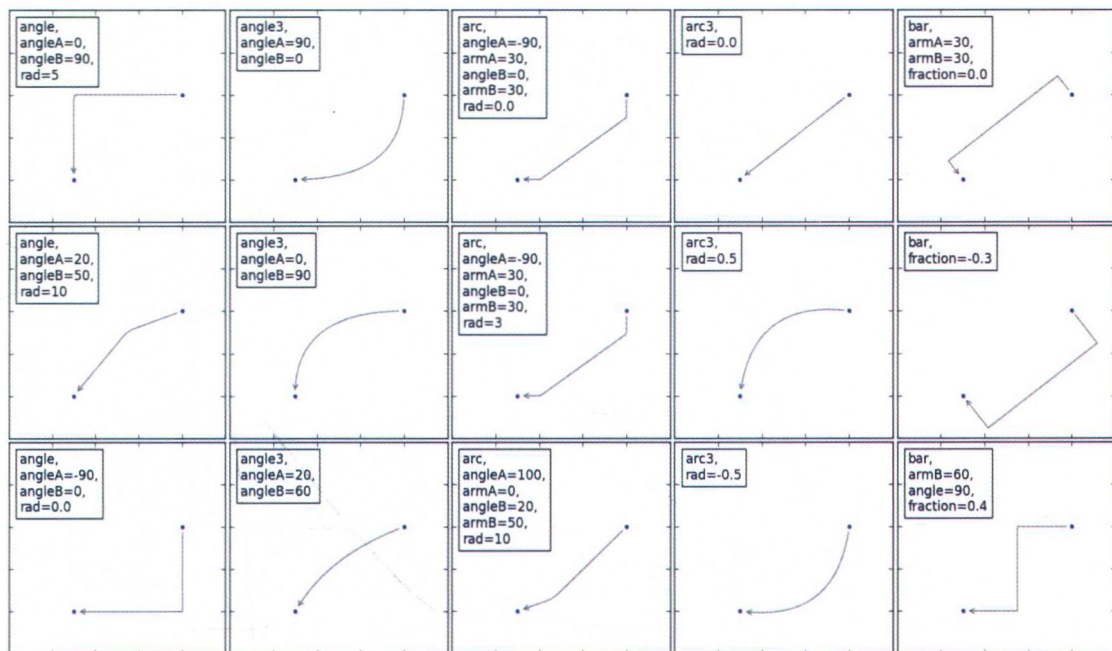 angle,
angleA=0,
angleB=90,
rad=5
angle3,
angleA=90,
angleB=0
arc,
angleA=-90,
armA=30,
angleB=0,
armB=30,
rad=0.0
arc3,
rad=0.0
bar,
armA=30,
armB=30,
fraction=0.0
angle,
angleA=20,
angleB=50,
rad=10
angle3,
angleA=0,
angleB=90
arc,
angleA=-90,
armA=30,
angleB=0,
armB=30,
rad=3
arc3,
rad=0.5
bar,
fraction=-0.3
angle,
angleA=-90,
angleB=0,
rad=0.0
angle3,
angleA=20,
angleB=60
arc,
angleA=100,
armA=0,
angleB=20,
armB=50,
rad=10
arc3,
rad=-0.5
bar,
armB=60,
angle=90,
fraction=0.4